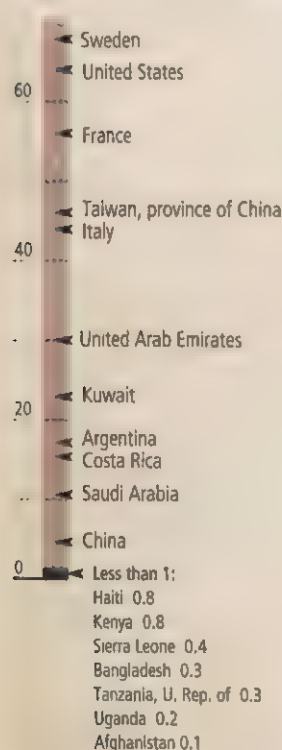 Sweden
United States
60
France
Taiwan, province of China
Italy
40
United Arab Emirates
Kuwait
20
Argentina
Costa Rica
Saudi Arabia
China
0
Less than 1:
Haiti 0.8
Kenya 0.8
Sierra Leone 0.4
Bangladesh 0.3
Tanzania, U. Rep. of 0.3
Uganda 0.2
Afghanistan 0.1